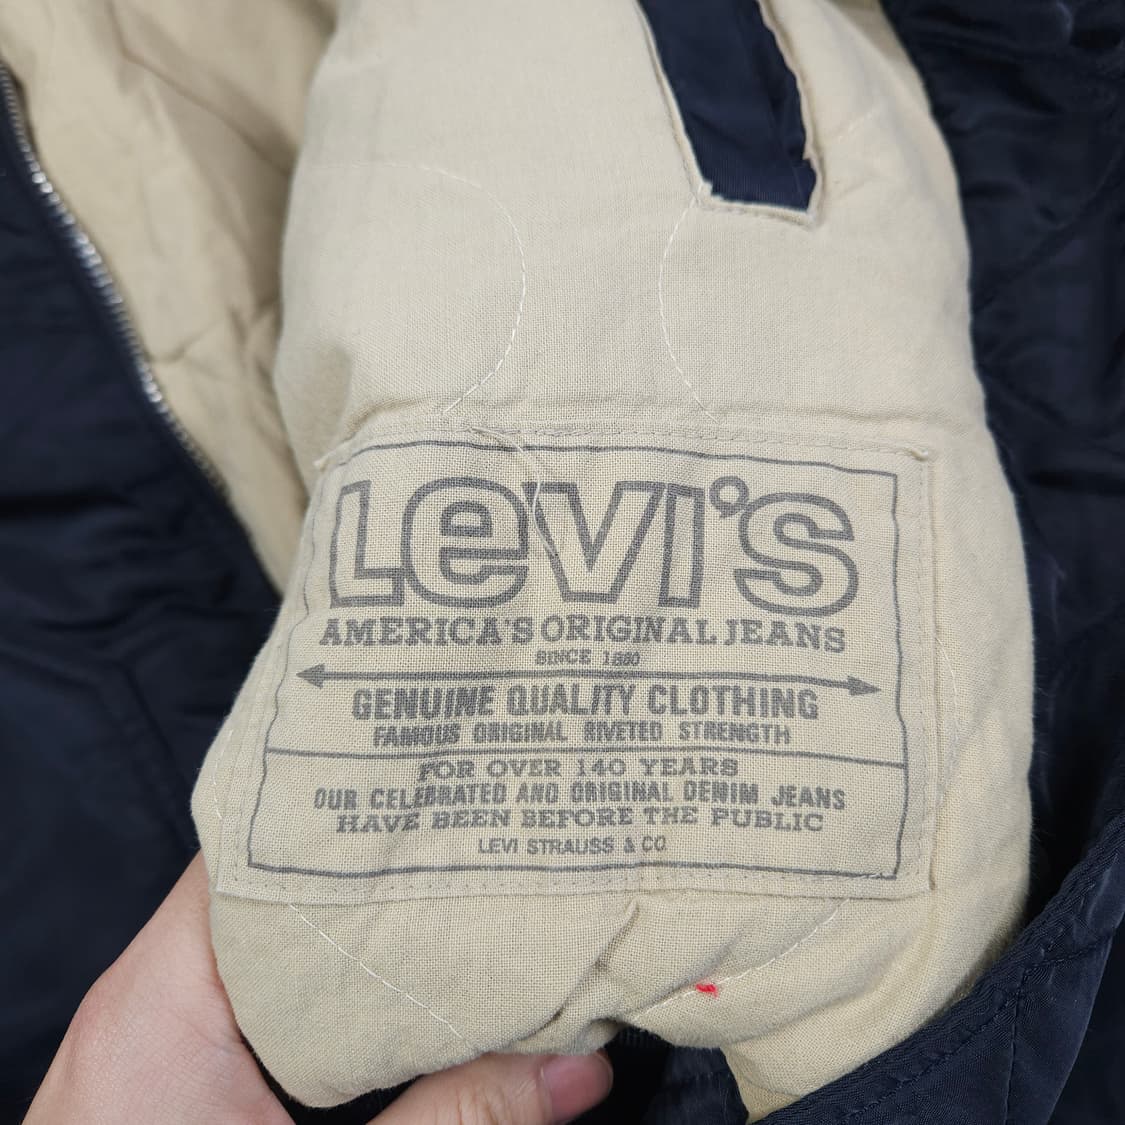 LEVI'S
AMERICA'S ORIGINAL JEANS
SINCE 1850
GENUINE QUALITY CLOTHING
FAMOUS ORIGINAL RIVETED STRENGTH
FOR OVER 140 YEARS
OUR CELEBRATED AND ORIGINAL DENIM JEANS
HAVE BEEN BEFORE THE PUBLIC
LEVI STRAUSS & CO